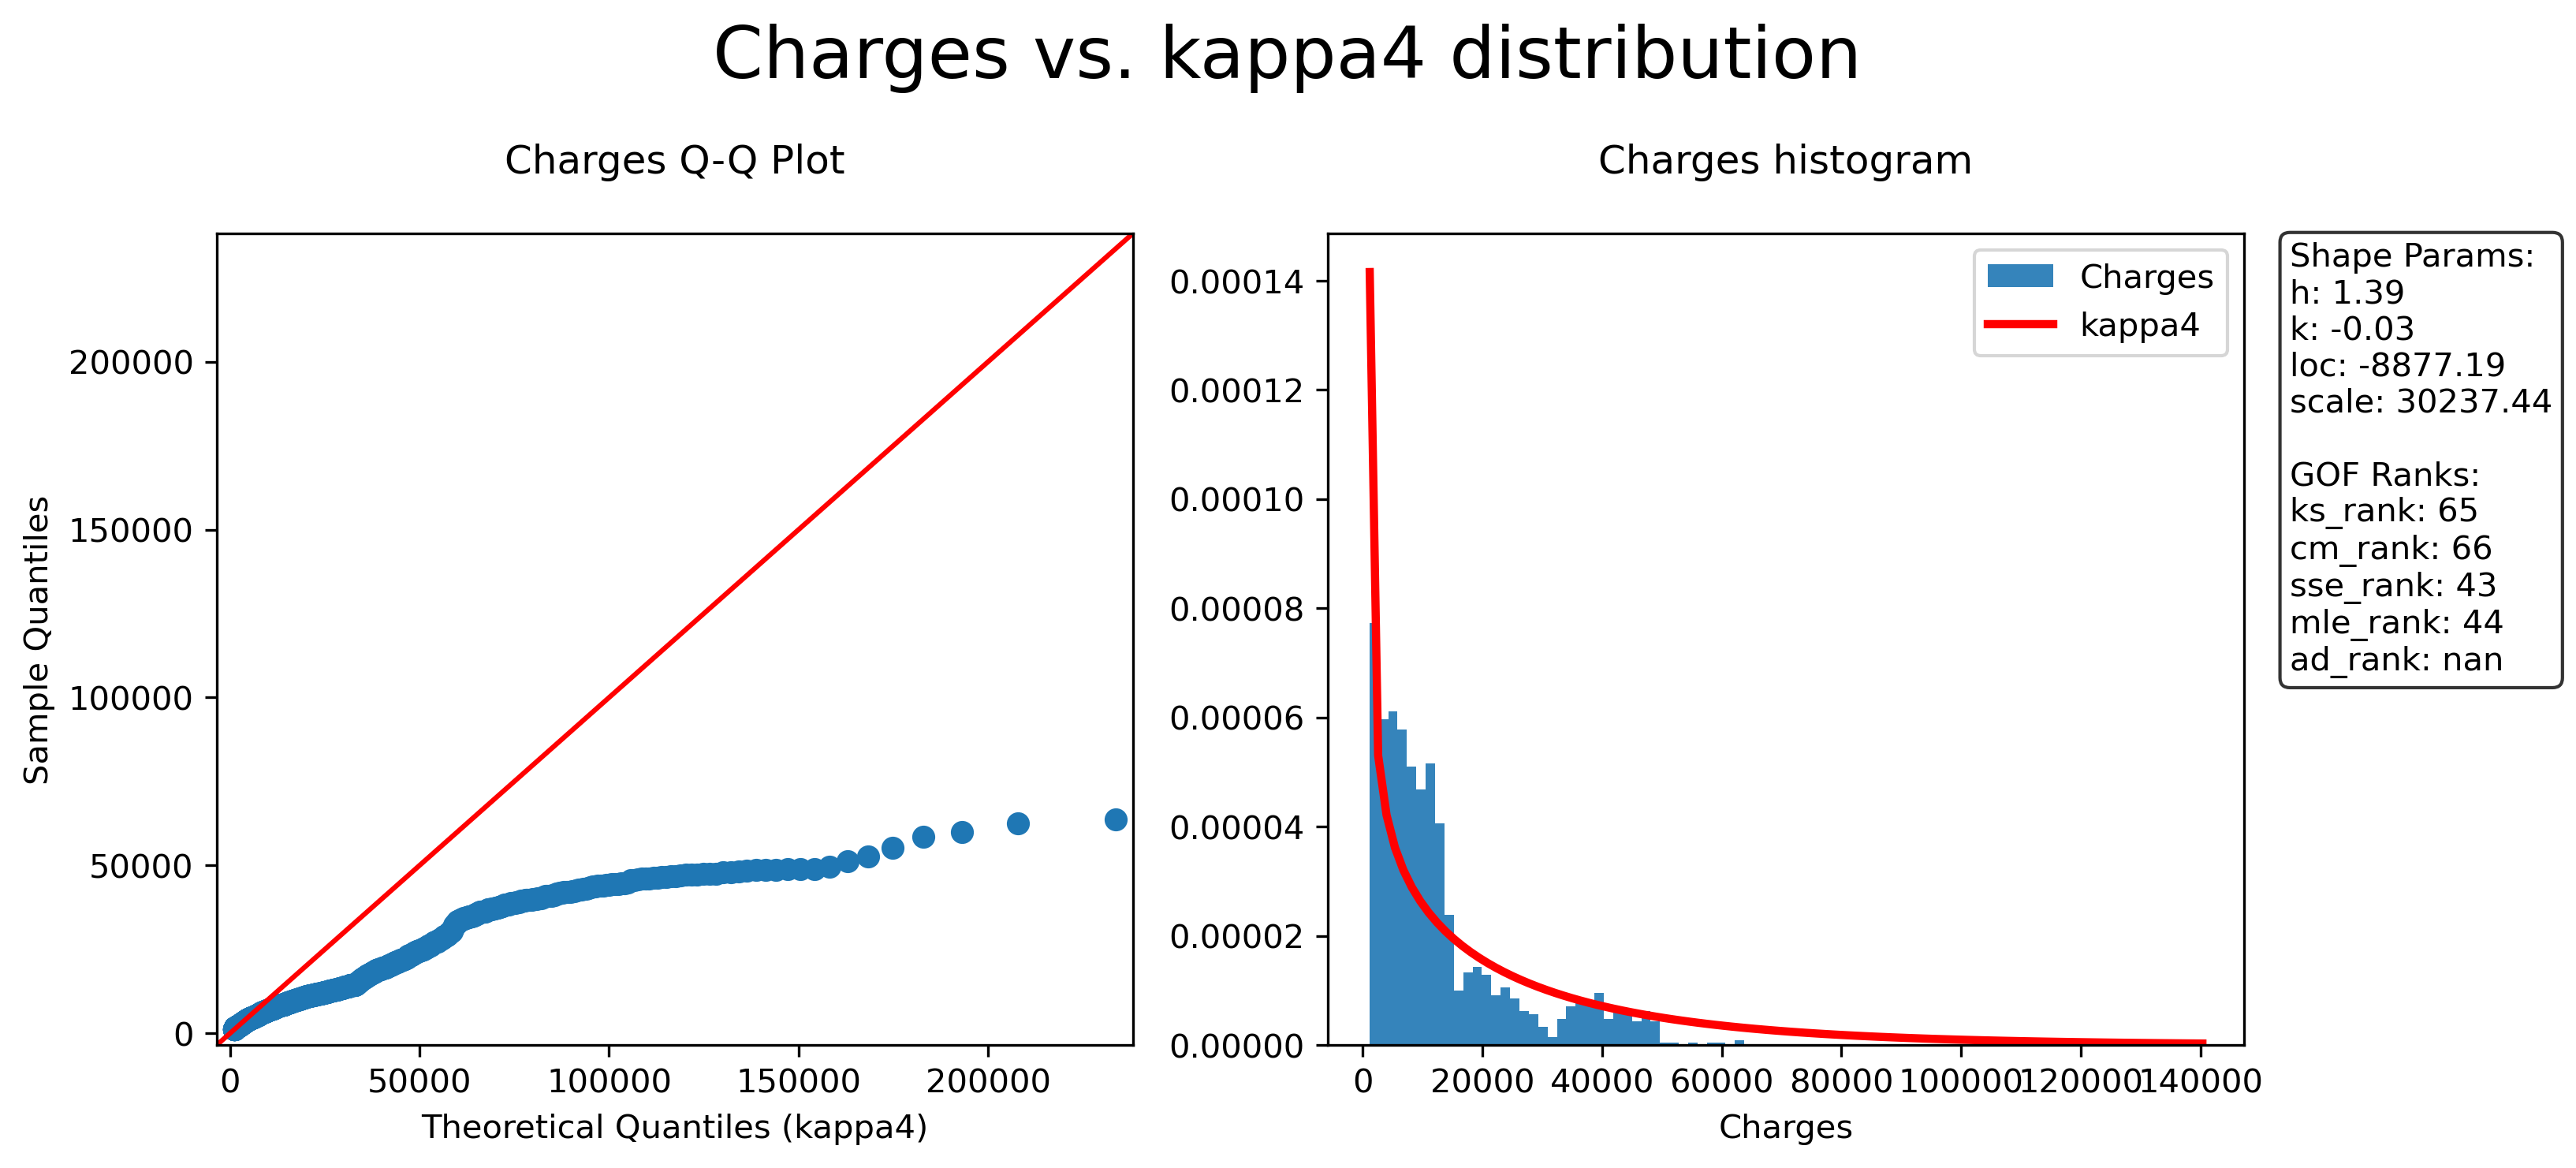 Charges vs. kappa4 distribution
Charges Q-Q Plot
200000
150000
100000
50000
0
Sample Quantiles
0
50000
100000
150000
200000
Theoretical Quantiles (kappa4)
Charges histogram
0.00014
0.00012
0.00010
0.00008
0.00006
0.00004
0.00002
0.00000
Charges
kappa4
0
20000
40000
60000
80000
100000
120000
140000
Charges
Shape Params:
h: 1.39
k: -0.03
loc: -8877.19
scale: 30237.44
GOF Ranks:
ks_rank: 65
cm_rank: 66
sse_rank: 43
mle_rank: 44
ad_rank: nan